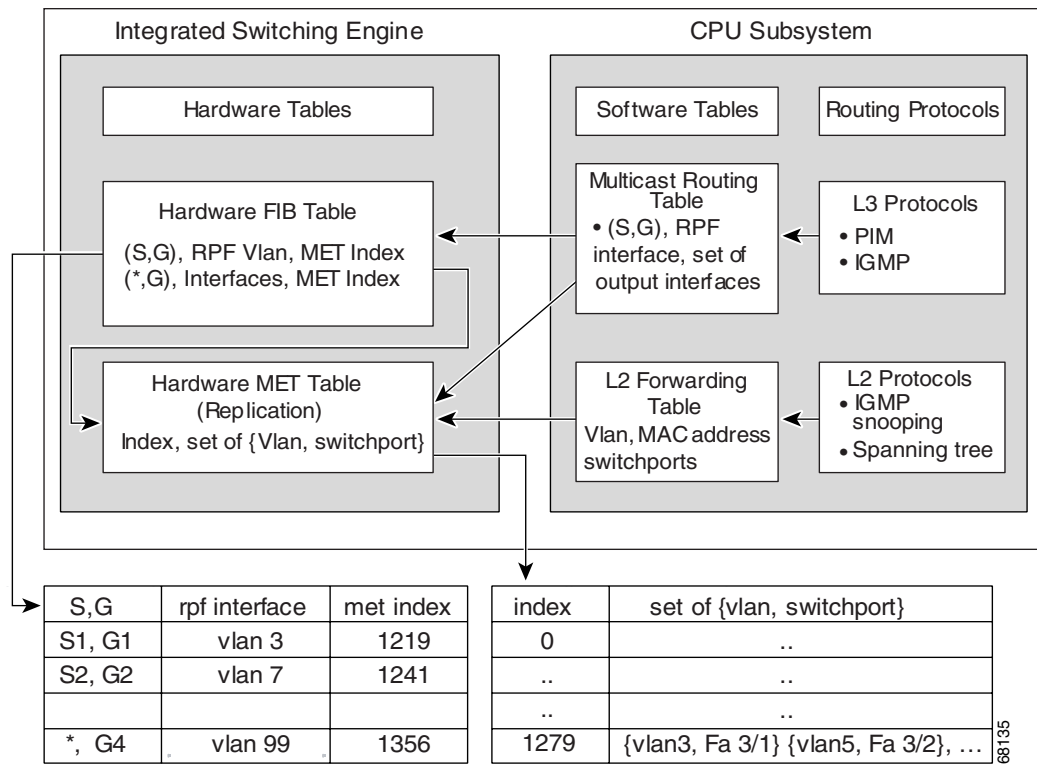 Integrated Switching Engine
CPU Subsystem
Hardware Tables
Software Tables
Routing Protocols
Hardware FIB Table
(S,G), RPF Vlan, MET Index
(*,G), Interfaces, MET Index
Multicast Routing
Table
• (S,G), RPF
interface, set of
output interfaces
L3 Protocols
• PIM
• IGMP
Hardware MET Table
(Replication)
Index, set of {Vlan, switchport}
L2 Forwarding
Table
Vlan, MAC address
switchports
L2 Protocols
• IGMP
snooping
• Spanning tree
S,G rpf interface met index
S1, G1 vlan 3 1219
S2, G2 vlan 7 1241
*, G4 vlan 99 1356
index set of {vlan, switchport}
0 ..
.. ..
.. ..
1279 {vlan3, Fa 3/1} {vlan5, Fa 3/2}, ...
68135